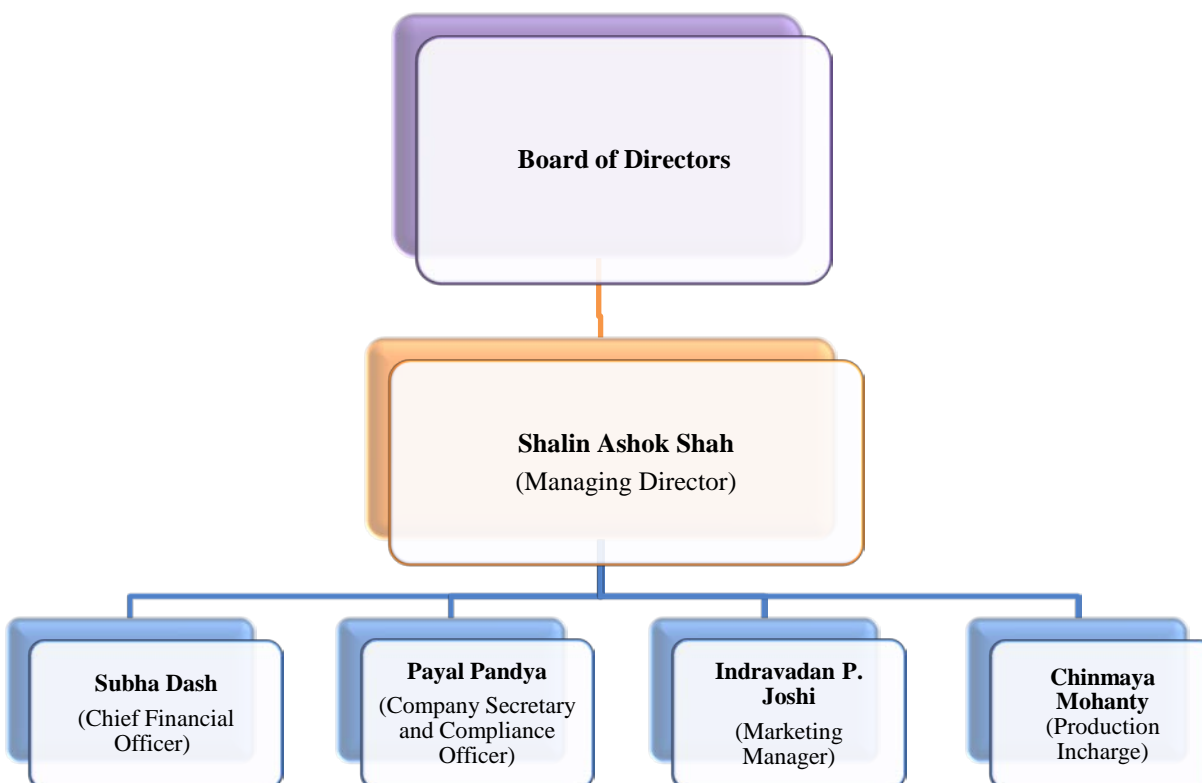 Board of Directors
Shalin Ashok Shah
(Managing Director)
Subha Dash
(Chief Financial
Officer)
Payal Pandya
(Company Secretary
and Compliance
Officer)
Indravadan P.
Joshi
(Marketing
Manager)
Chinmaya
Mohanty
(Production
Incharge)